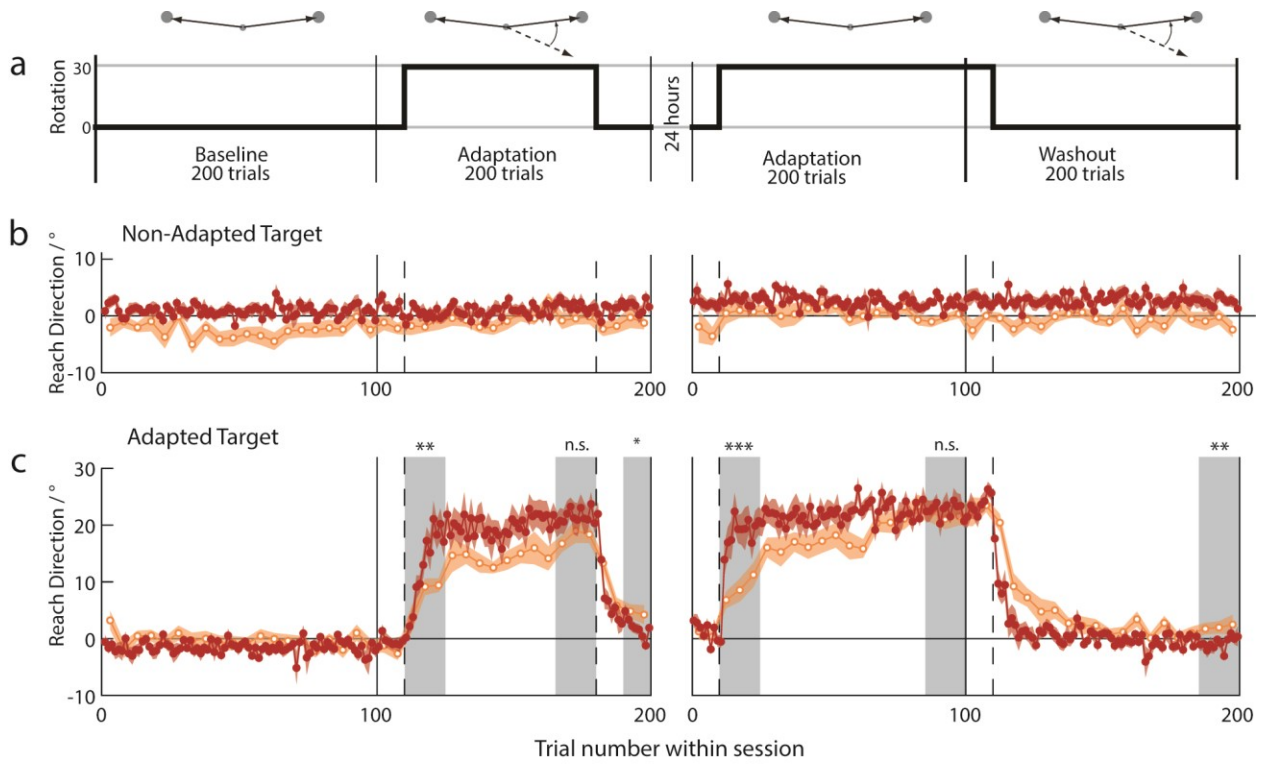 a
Rotation
30
0
Baseline
200 trials
Adaptation
200 trials
24 hours
Adaptation
200 trials
Washout
200 trials
b
Non-Adapted Target
Reach Direction / °
10
0
-10
0
100
200
0
100
200
c
Adapted Target
** n.s. * *** n.s. **
Reach Direction / °
30
20
10
0
-10
0
100
200
0
100
200
Trial number within session